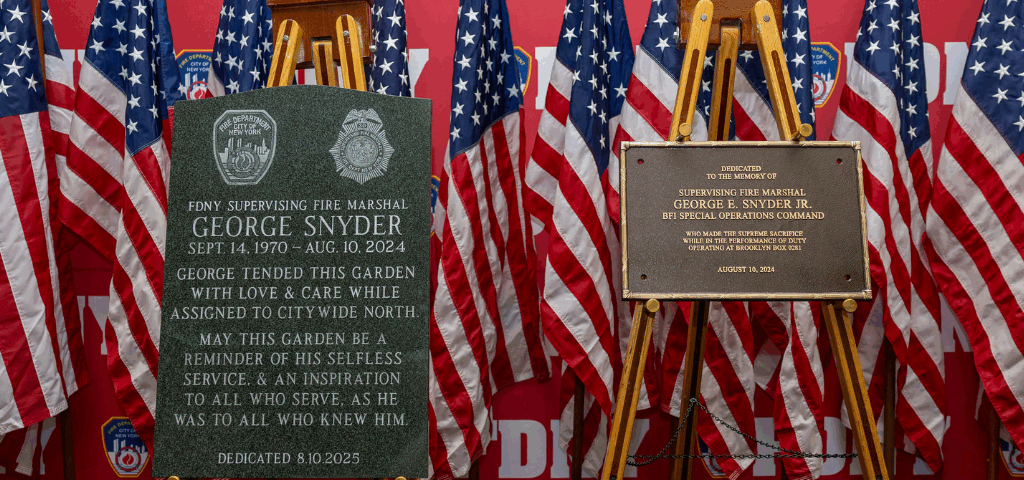 FIRE DEPARTMENT
CITY OF
NEW YORK
FDNY SUPERVISING FIRE MARSHAL
GEORGE SNYDER
SEPT. 14, 1970 – AUG. 10, 2024
GEORGE TENDED THIS GARDEN
WITH LOVE & CARE WHILE
ASSIGNED TO CITYWIDE NORTH.
MAY THIS GARDEN BE A
REMINDER OF HIS SELFLESS
SERVICE, & AN INSPIRATION
TO ALL WHO SERVE, AS HE
WAS TO ALL WHO KNEW HIM.
DEDICATED 8.10.2025
DEDICATED
TO THE MEMORY OF
SUPERVISING FIRE MARSHAL
GEORGE E. SNYDER JR.
BFI SPECIAL OPERATIONS COMMAND
WHO MADE THE SUPREME SACRIFICE
WHILE IN THE PERFORMANCE OF DUTY
OPERATING AT BROOKLYN BOX 0281
AUGUST 10, 2024